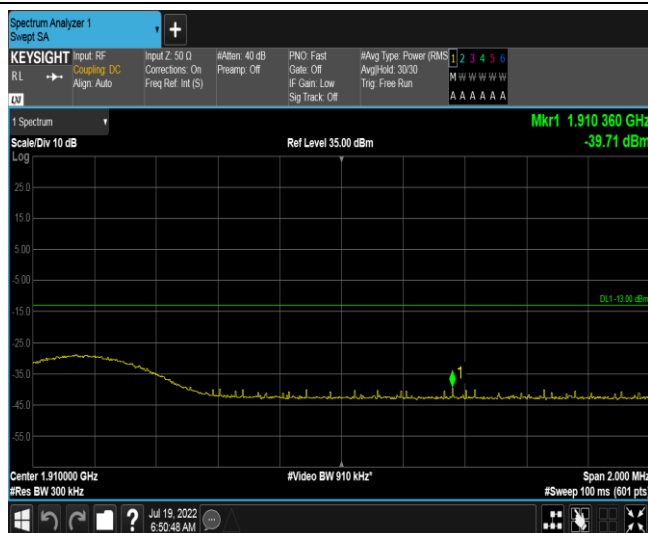 Spectrum Analyzer 1
Swept SA
+
KEYSIGHT
RL
LXI
Input: RF
Coupling: DC
Align: Auto
Input Z: 50 Ω
Corrections: On
Freq Ref: Int (S)
#Atten: 40 dB
Preamp: Off
PNO: Fast
Gate: Off
IF Gain: Low
Sig Track: Off
#Avg Type: Power (RMS
Avg|Hold: 30/30
Trig: Free Run
1 2 3 4 5 6
M W W W W W
A A A A A A
1 Spectrum
Scale/Div 10 dB
Log
Ref Level 35.00 dBm
Mkr1 1.910 360 GHz
-39.71 dBm
25.0
15.0
5.00
-5.00
DL1 -13.00 dBm
-15.0
-25.0
-35.0
1
-45.0
-55.0
Center 1.910000 GHz
#Res BW 300 kHz
#Video BW 910 kHz*
Span 2.000 MHz
#Sweep 100 ms (601 pts)
?
Jul 19, 2022
6:50:48 AM